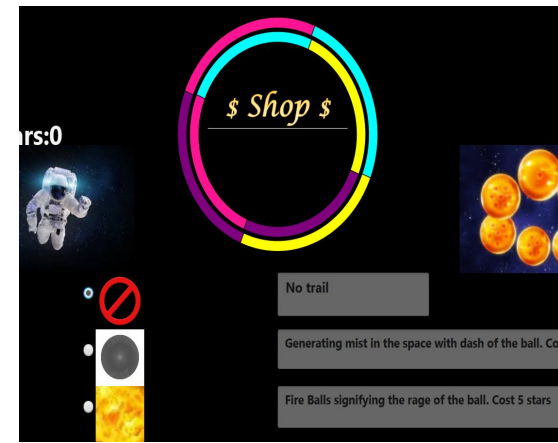 $ Shop $
rs:0
No trail
Generating mist in the space with dash of the ball. Co
Fire Balls signifying the rage of the ball. Cost 5 stars